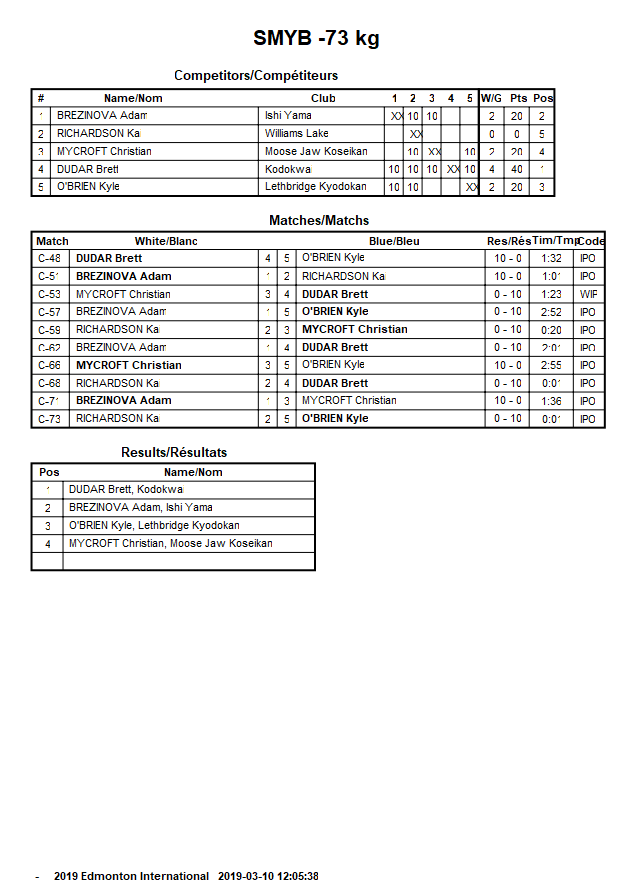 SMYB -73 kg
Competitors/Compétiteurs
# Name/Nom Club 1 2 3 4 5 W/G Pts Pos
1 BREZINOVA Adam Ishi Yama XX 10 10 2 20 2
2 RICHARDSON Kai Williams Lake XX 0 0 5
3 MYCROFT Christian Moose Jaw Koseikan 10 XX 10 2 20 4
4 DUDAR Brett Kodokwai 10 10 10 XX 10 4 40 1
5 O'BRIEN Kyle Lethbridge Kyodokan 10 10 XX 2 20 3
Matches/Matchs
Match White/Blanc Blue/Bleu Res/Rés Tim/Tmp Code
C-48 DUDAR Brett 4 5 O'BRIEN Kyle 10 - 0 1:32 IPO
C-51 BREZINOVA Adam 1 2 RICHARDSON Kai 10 - 0 1:01 IPO
C-53 MYCROFT Christian 3 4 DUDAR Brett 0 - 10 1:23 WIP
C-57 BREZINOVA Adam 1 5 O'BRIEN Kyle 0 - 10 2:52 IPO
C-59 RICHARDSON Kai 2 3 MYCROFT Christian 0 - 10 0:20 IPO
C-62 BREZINOVA Adam 1 4 DUDAR Brett 0 - 10 2:01 IPO
C-66 MYCROFT Christian 3 5 O'BRIEN Kyle 10 - 0 2:55 IPO
C-68 RICHARDSON Kai 2 4 DUDAR Brett 0 - 10 0:01 IPO
C-71 BREZINOVA Adam 1 3 MYCROFT Christian 10 - 0 1:36 IPO
C-73 RICHARDSON Kai 2 5 O'BRIEN Kyle 0 - 10 0:01 IPO
Results/Résultats
Pos Name/Nom
1 DUDAR Brett, Kodokwai
2 BREZINOVA Adam, Ishi Yama
3 O'BRIEN Kyle, Lethbridge Kyodokan
4 MYCROFT Christian, Moose Jaw Koseikan
- 2019 Edmonton International 2019-03-10 12:05:38